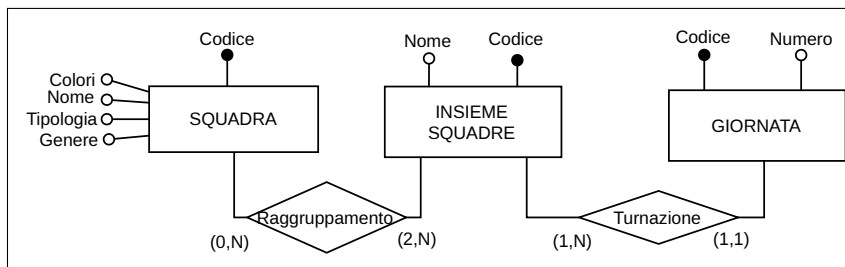 Codice
Colori
Nome
Tipologia
Genere
SQUADRA
Nome
Codice
INSIEME
SQUADRE
Codice
Numero
GIORNATA
Raggruppamento
(0,N)
(2,N)
Turnazione
(1,N)
(1,1)